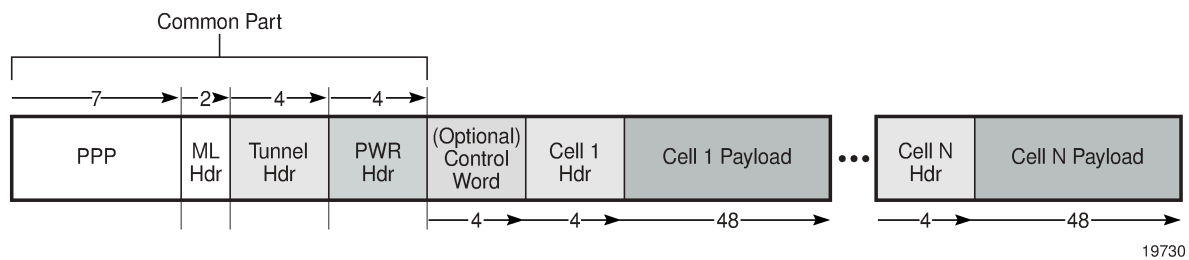 Common Part
7
2
4
4
PPP
ML
Hdr
Tunnel
Hdr
PWR
Hdr
(Optional)
Control
Word
Cell 1
Hdr
Cell 1 Payload
Cell N
Hdr
Cell N Payload
4
4
48
4
48
19730